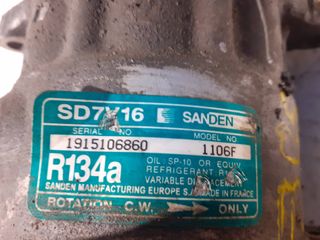 SD7V16 SANDEN
SERIAL NO MODEL NO
1915106860 1106F
R134a
OIL: SP-10 OR EQUIV.
REFRIGERANT R
VARIABLE DISPLACEMENT
SANDEN MANUFACTURING EUROPE S. MADE IN FRANCE
ROTATION C.W. ONLY